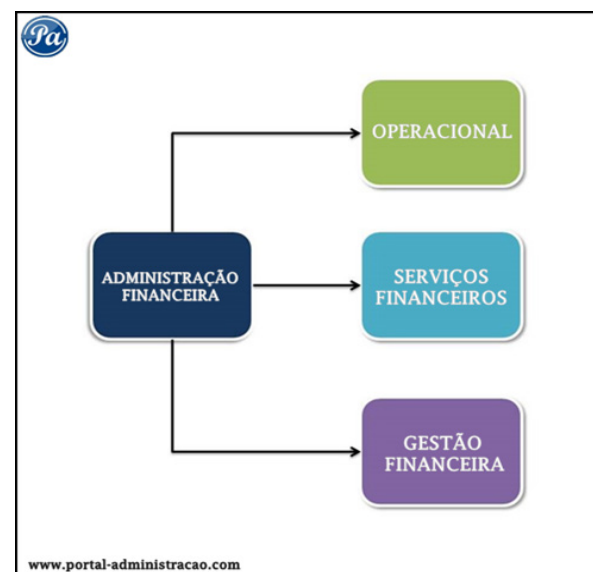 Pa
OPERACIONAL
ADMINISTRAÇÃO
FINANCEIRA
SERVIÇOS
FINANCEIROS
GESTÃO
FINANCEIRA
www.portal-administracao.com